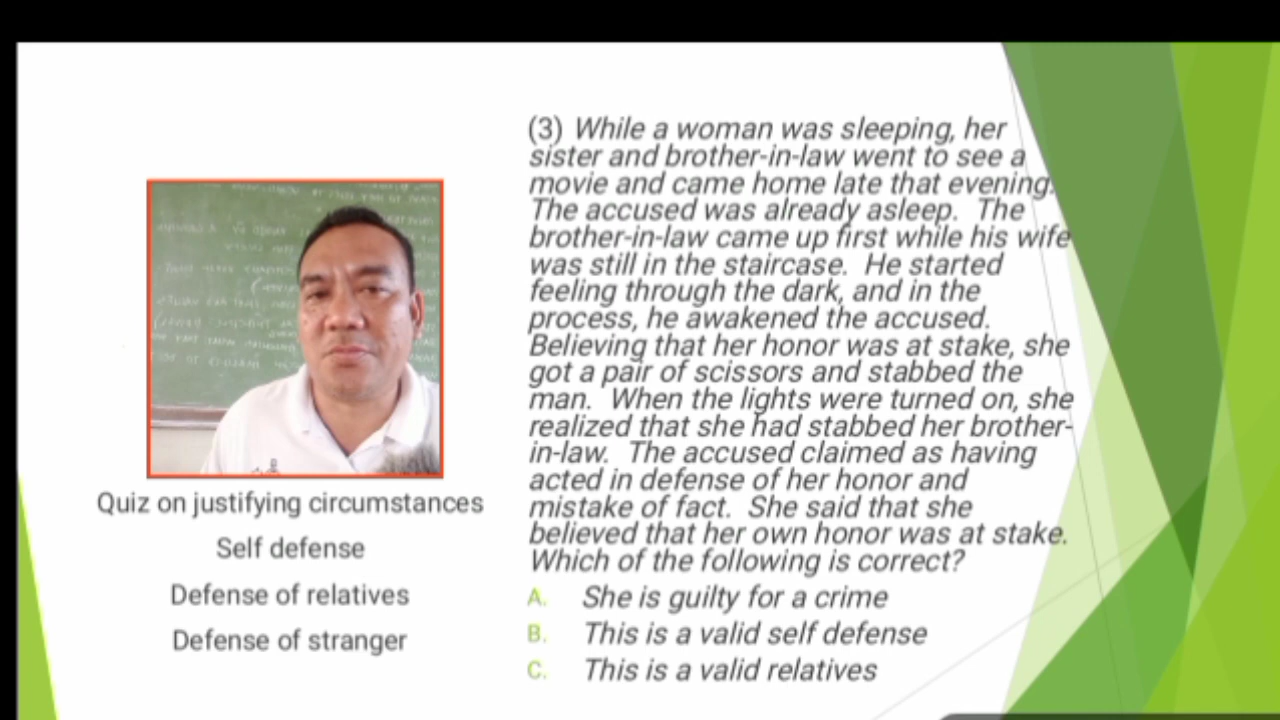 Quiz on justifying circumstances
Self defense
Defense of relatives
Defense of stranger
(3) While a woman was sleeping, her
sister and brother-in-law went to see a
movie and came home late that evening.
The accused was already asleep. The
brother-in-law came up first while his wife
was still in the staircase. He started
feeling through the dark, and in the
process, he awakened the accused.
Believing that her honor was at stake, she
got a pair of scissors and stabbed the
man. When the lights were turned on, she
realized that she had stabbed her brother-
in-law. The accused claimed as having
acted in defense of her honor and
mistake of fact. She said that she
believed that her own honor was at stake.
Which of the following is correct?
A. She is guilty for a crime
B. This is a valid self defense
C. This is a valid relatives